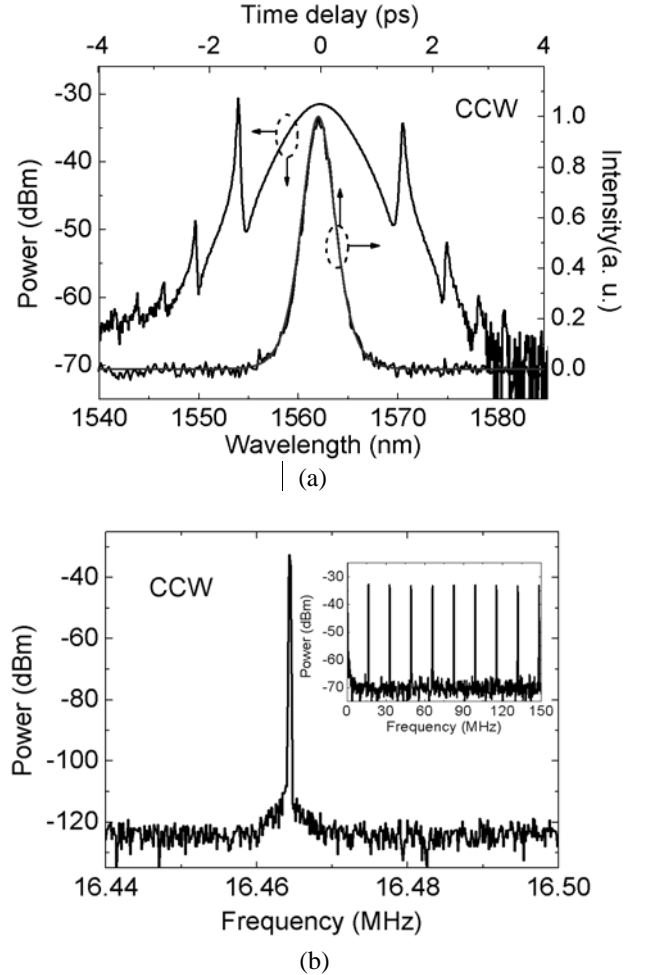 Time delay (ps)
-4 -2 0 2 4
CCW
Power (dBm)
-30
-40
-50
-60
-70
Intensity(a. u.)
1.0
0.8
0.6
0.4
0.2
0.0
1540 1550 1560 1570 1580
Wavelength (nm)
(a)
CCW
Power (dBm)
-40
-60
-80
-100
-120
Power (dBm)
-30
-40
-50
-60
-70
0 30 60 90 120 150
Frequency (MHz)
16.44 16.46 16.48 16.50
Frequency (MHz)
(b)